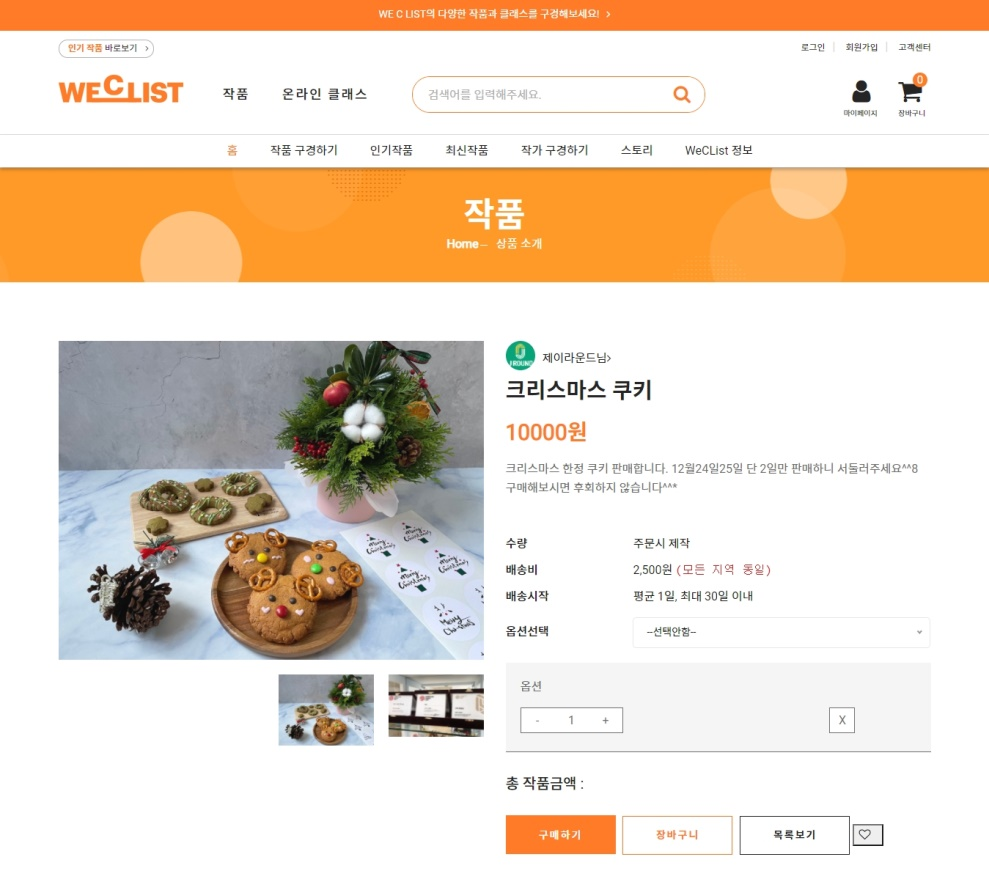 WE C LIST의 다양한 작품과 클래스를 구경해보세요! >
인기 작품 바로보기 >
로그인 회원가입 고객센터
WECLIST
작품 온라인 클래스
검색어를 입력해주세요.
0
마이페이지 장바구니
홈 작품 구경하기 인기작품 최신작품 작가 구경하기 스토리 WeCList 정보
작품
Home – 상품 소개
제이라운드님>
크리스마스 쿠키
10000원
크리스마스 한정 쿠키 판매합니다. 12월24일25일 단 2일만 판매하니 서둘러주세요^^8
구매해보시면 후회하지 않습니다^^*
수량 주문시 제작
배송비 2,500원 (모든 지역 동일)
배송시작 평균 1일, 최대 30일 이내
옵션선택 --선택안함--
옵션
- 1 + X
총 작품금액 :
구매하기 장바구니 목록보기
Merry
Christmas
Merry
Christmas
Merry
Christmas